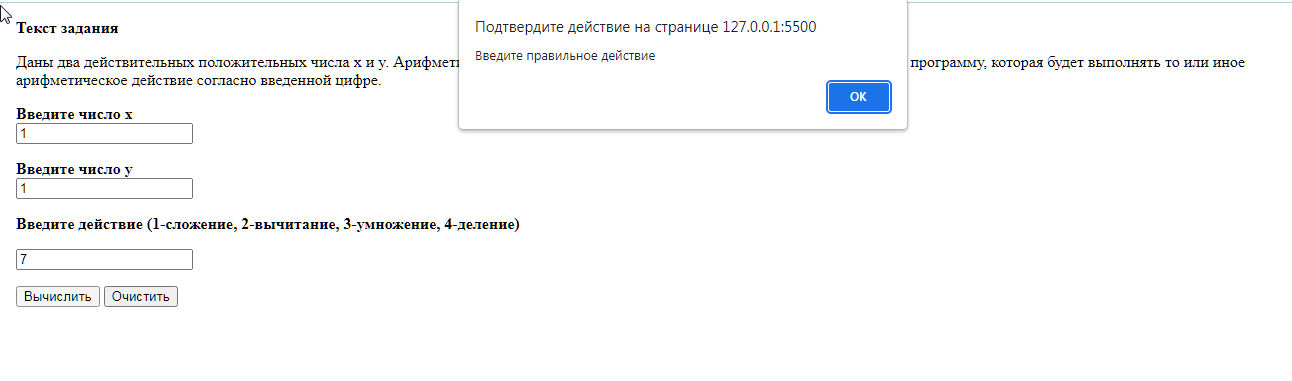 Текст задания
Подтвердите действие на странице 127.0.0.1:5500
Введите правильное действие
ОК
Даны два действительных положительных числа x и y. Арифмети
программу, которая будет выполнять то или иное
арифметическое действие согласно введенной цифре.
Введите число x
1
Введите число y
1
Введите действие (1-сложение, 2-вычитание, 3-умножение, 4-деление)
7
Вычислить Очистить